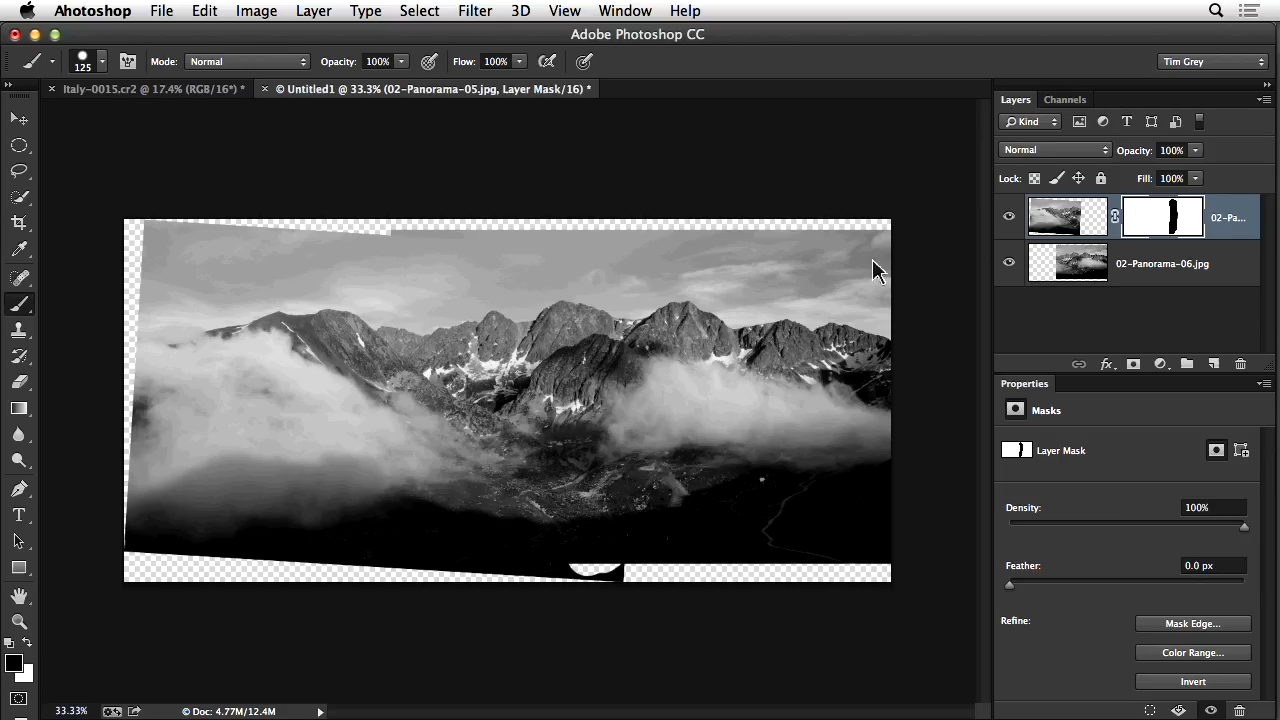 Ahotoshop File Edit Image Layer Type Select Filter 3D View Window Help
Adobe Photoshop CC
125 Mode: Normal Opacity: 100% Flow: 100% Tim Grey
× Italy-0015.cr2 @ 17.4% (RGB/16*) * × © Untitled1 @ 33.3% (02-Panorama-05.jpg, Layer Mask/16) *
Layers Channels
Kind T
Normal Opacity: 100%
Lock: Fill: 100%
02-Pa...
02-Panorama-06.jpg
fx
Properties
Masks
Layer Mask
Density: 100%
Feather: 0.0 px
Refine: Mask Edge...
Color Range...
Invert
T
33.33% © Doc: 4.77M/12.4M